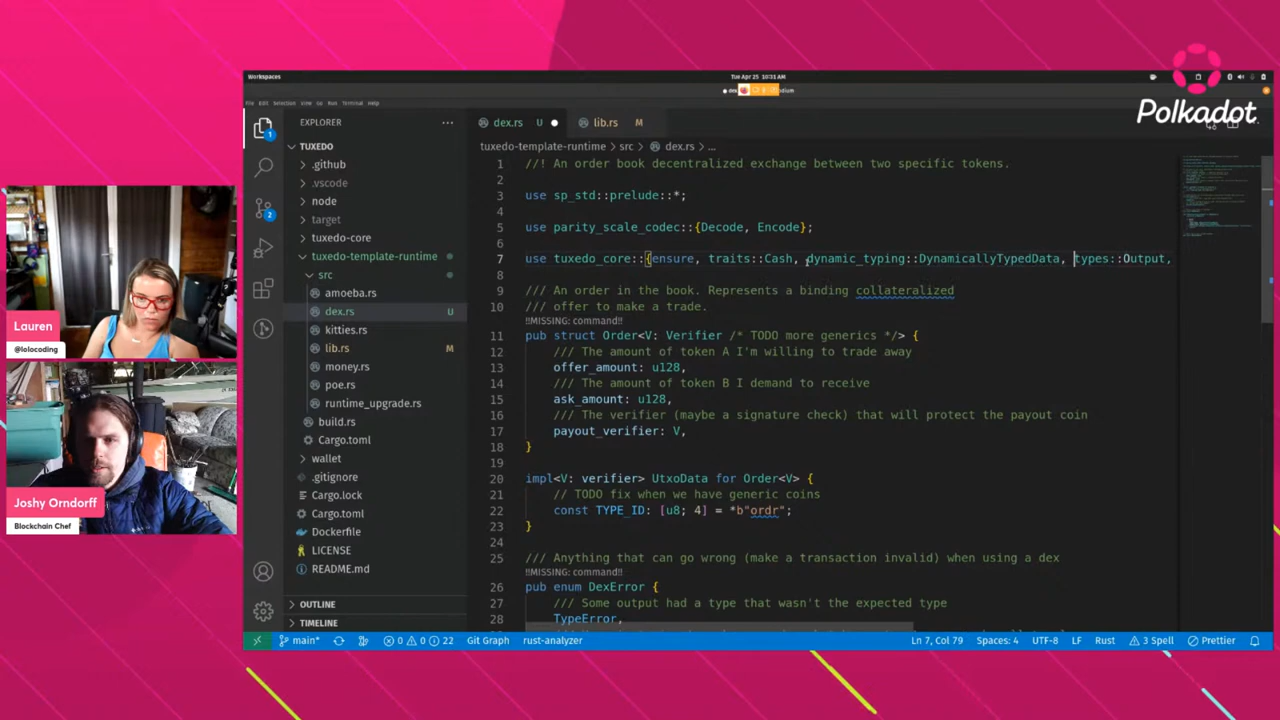 Polkadot
Workspaces
Tue Apr 25 10:31 AM
File Edit Selection View Go Run Terminal Help
EXPLORER
TUXEDO
.github
.vscode
node
target
tuxedo-core
tuxedo-template-runtime
src
amoeba.rs
dex.rs U
kitties.rs
lib.rs M
money.rs
poe.rs
runtime_upgrade.rs
build.rs
Cargo.toml
wallet
.gitignore
Cargo.lock
Cargo.toml
Dockerfile
LICENSE
README.md
OUTLINE
TIMELINE
dex.rs U
lib.rs M
tuxedo-template-runtime > src > dex.rs > ...
1 //! An order book decentralized exchange between two specific tokens.
2
3 use sp_std::prelude::*;
4
5 use parity_scale_codec::{Decode, Encode};
6
7 use tuxedo_core::{ensure, traits::Cash, dynamic_typing::DynamicallyTypedData, types::Output,
8
9 /// An order in the book. Represents a binding collateralized
10 /// offer to make a trade.
!!MISSING: command!!
11 pub struct Order<V: Verifier /* TODO more generics */> {
12 /// The amount of token A I'm willing to trade away
13 offer_amount: u128,
14 /// The amount of token B I demand to receive
15 ask_amount: u128,
16 /// The verifier (maybe a signature check) that will protect the payout coin
17 payout_verifier: V,
18 }
19
20 impl<V: verifier> UtxoData for Order<V> {
21 // TODO fix when we have generic coins
22 const TYPE_ID: [u8; 4] = *b"ordr";
23 }
24
25 /// Anything that can go wrong (make a transaction invalid) when using a dex
!!MISSING: command!!
26 pub enum DexError {
27 /// Some output had a type that wasn't the expected type
28 TypeError,
main* 0 0 22 Git Graph rust-analyzer Ln 7, Col 79 Spaces: 4 UTF-8 LF Rust 3 Spell Prettier
Lauren
@lolocoding
Joshy Orndorff
Blockchain Chef